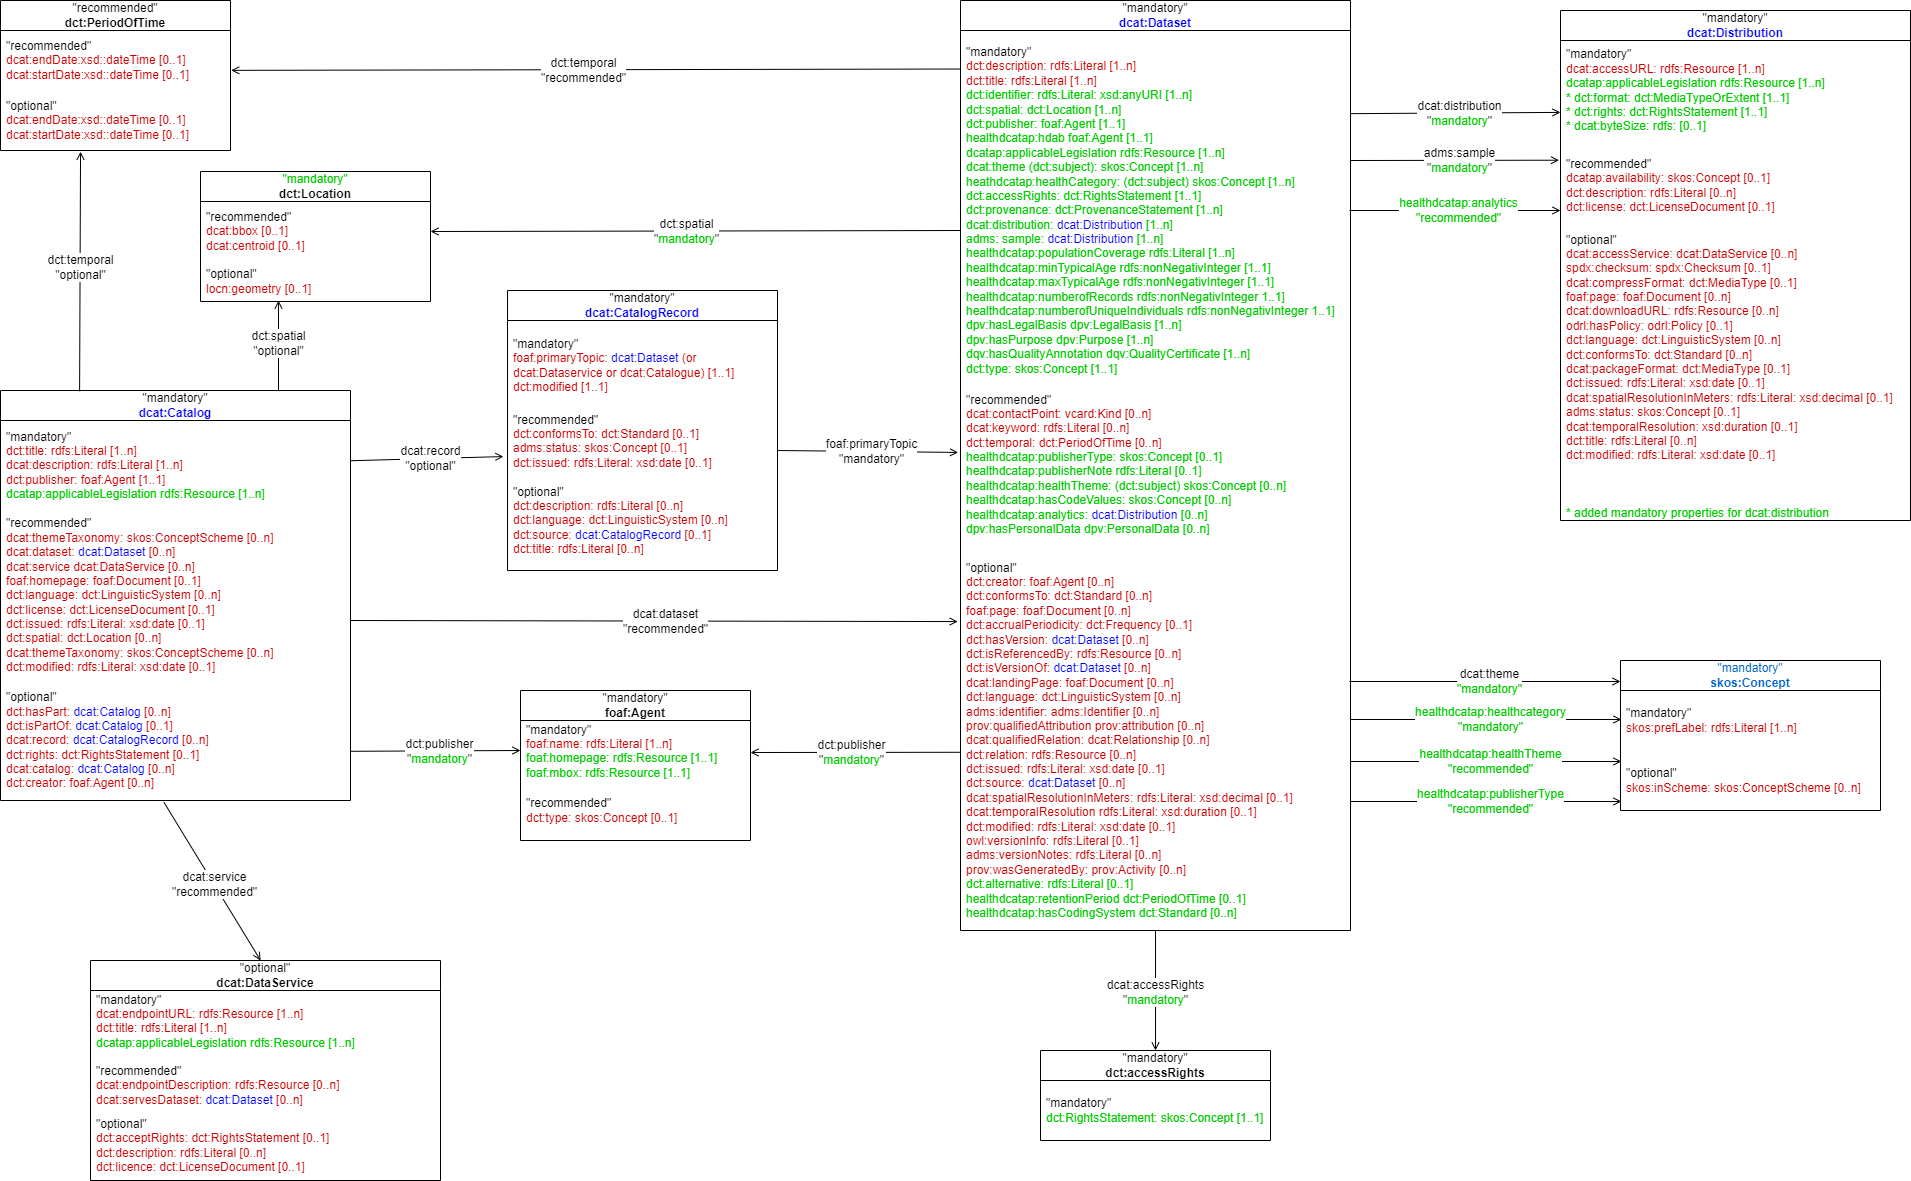 "recommended"
dct:PeriodOfTime
"recommended"
dcat:endDate:xsd::dateTime [0..1]
dcat:startDate:xsd::dateTime [0..1]
"optional"
dcat:endDate:xsd::dateTime [0..1]
dcat:startDate:xsd::dateTime [0..1]
dct:temporal
"recommended"
dct:temporal
"optional"
"mandatory"
dct:Location
"recommended"
dcat:bbox [0..1]
dcat:centroid [0..1]
"optional"
locn:geometry [0..1]
dct:spatial
"mandatory"
dct:spatial
"optional"
"mandatory"
dcat:CatalogRecord
"mandatory"
foaf:primaryTopic: dcat:Dataset (or
dcat:Dataservice or dcat:Catalogue) [1..1]
dct:modified [1..1]
"recommended"
dct:conformsTo: dct:Standard [0..1]
adms:status: skos:Concept [0..1]
dct:issued: rdfs:Literal: xsd:date [0..1]
"optional"
dct:description: rdfs:Literal [0..n]
dct:language: dct:LinguisticSystem [0..n]
dct:source: dcat:CatalogRecord [0..1]
dct:title: rdfs:Literal [0..n]
dcat:record
"optional"
foaf:primaryTopic
"mandatory"
"mandatory"
dcat:Catalog
"mandatory"
dct:title: rdfs:Literal [1..n]
dcat:description: rdfs:Literal [1..n]
dct:publisher: foaf:Agent [1..1]
dcatap:applicableLegislation rdfs:Resource [1..n]
"recommended"
dcat:themeTaxonomy: skos:ConceptScheme [0..n]
dcat:dataset: dcat:Dataset [0..n]
dcat:service dcat:DataService [0..n]
foaf:homepage: foaf:Document [0..1]
dct:language: dct:LinguisticSystem [0..n]
dct:license: dct:LicenseDocument [0..1]
dct:issued: rdfs:Literal: xsd:date [0..1]
dct:spatial: dct:Location [0..n]
dcat:themeTaxonomy: skos:ConceptScheme [0..n]
dct:modified: rdfs:Literal: xsd:date [0..1]
"optional"
dct:hasPart: dcat:Catalog [0..n]
dct:isPartOf: dcat:Catalog [0..1]
dcat:record: dcat:CatalogRecord [0..n]
dct:rights: dct:RightsStatement [0..1]
dcat:catalog: dcat:Catalog [0..n]
dct:creator: foaf:Agent [0..n]
dcat:dataset
"recommended"
"mandatory"
foaf:Agent
"mandatory"
foaf:name: rdfs:Literal [1..n]
foaf:homepage: rdfs:Resource [1..1]
foaf:mbox: rdfs:Resource [1..1]
"recommended"
dct:type: skos:Concept [0..1]
dct:publisher
"mandatory"
dct:publisher
"mandatory"
dcat:service
"recommended"
"optional"
dcat:DataService
"mandatory"
dcat:endpointURL: rdfs:Resource [1..n]
dct:title: rdfs:Literal [1..n]
dcatap:applicableLegislation rdfs:Resource [1..n]
"recommended"
dcat:endpointDescription: rdfs:Resource [0..n]
dcat:servesDataset: dcat:Dataset [0..n]
"optional"
dct:acceptRights: dct:RightsStatement [0..1]
dct:description: rdfs:Literal [0..n]
dct:licence: dct:LicenseDocument [0..1]
"mandatory"
dcat:Dataset
"mandatory"
dct:description: rdfs:Literal [1..n]
dct:title: rdfs:Literal [1..n]
dct:identifier: rdfs:Literal: xsd:anyURI [1..n]
dct:spatial: dct:Location [1..n]
dct:publisher: foaf:Agent [1..1]
healthdcatap:hdab foaf:Agent [1..1]
dcatap:applicableLegislation rdfs:Resource [1..n]
dcat:theme (dct:subject): skos:Concept [1..n]
heathdcatap:healthCategory: (dct:subject) skos:Concept [1..n]
dct:accessRights: dct:RightsStatement [1..1]
dct:provenance: dct:ProvenanceStatement [1..n]
dcat:distribution: dcat:Distribution [1..n]
adms: sample: dcat:Distribution [1..n]
healthdcatap:populationCoverage rdfs:Literal [1..n]
healthdcatap:minTypicalAge rdfs:nonNegativInteger [1..1]
healthdcatap:maxTypicalAge rdfs:nonNegativInteger [1..1]
healthdcatap:numberofRecords rdfs:nonNegativInteger 1..1]
healthdcatap:numberofUniqueIndividuals rdfs:nonNegativInteger 1..1]
dpv:hasLegalBasis dpv:LegalBasis [1..n]
dpv:hasPurpose dpv:Purpose [1..n]
dqv:hasQualityAnnotation dqv:QualityCertificate [1..n]
dct:type: skos:Concept [1..1]
"recommended"
dcat:contactPoint: vcard:Kind [0..n]
dcat:keyword: rdfs:Literal [0..n]
dct:temporal: dct:PeriodOfTime [0..n]
healthdcatap:publisherType: skos:Concept [0..1]
healthdcatap:publisherNote rdfs:Literal [0..1]
healthdcatap:healthTheme: (dct:subject) skos:Concept [0..n]
healthdcatap:hasCodeValues: skos:Concept [0..n]
healthdcatap:analytics: dcat:Distribution [0..n]
dpv:hasPersonalData dpv:PersonalData [0..n]
"optional"
dct:creator: foaf:Agent [0..n]
dct:conformsTo: dct:Standard [0..n]
foaf:page: foaf:Document [0..n]
dct:accrualPeriodicity: dct:Frequency [0..1]
dct:hasVersion: dcat:Dataset [0..n]
dct:isReferencedBy: rdfs:Resource [0..n]
dct:isVersionOf: dcat:Dataset [0..n]
dcat:landingPage: foaf:Document [0..n]
dct:language: dct:LinguisticSystem [0..n]
adms:identifier: adms:Identifier [0..n]
prov:qualifiedAttribution prov:attribution [0..n]
dcat:qualifiedRelation: dcat:Relationship [0..n]
dct:relation: rdfs:Resource [0..n]
dct:issued: rdfs:Literal: xsd:date [0..1]
dct:source: dcat:Dataset [0..n]
dcat:spatialResolutionInMeters: rdfs:Literal: xsd:decimal [0..1]
dcat:temporalResolution rdfs:Literal: xsd:duration [0..1]
dct:modified: rdfs:Literal: xsd:date [0..1]
owl:versionInfo: rdfs:Literal [0..1]
adms:versionNotes: rdfs:Literal [0..n]
prov:wasGeneratedBy: prov:Activity [0..n]
dct:alternative: rdfs:Literal [0..1]
healthdcatap:retentionPeriod dct:PeriodOfTime [0..1]
healthdcatap:hasCodingSystem dct:Standard [0..n]
dcat:accessRights
"mandatory"
"mandatory"
dct:accessRights
"mandatory"
dct:RightsStatement: skos:Concept [1..1]
dcat:distribution
"mandatory"
adms:sample
"mandatory"
healthdcatap:analytics
"recommended"
"mandatory"
dcat:Distribution
"mandatory"
dcat:accessURL: rdfs:Resource [1..n]
dcatap:applicableLegislation rdfs:Resource [1..n]
* dct:format: dct:MediaTypeOrExtent [1..1]
* dct:rights: dct:RightsStatement [1..1]
* dcat:byteSize: rdfs: [0..1]
"recommended"
dcatap:availability: skos:Concept [0..1]
dct:description: rdfs:Literal [0..n]
dct:license: dct:LicenseDocument [0..1]
"optional"
dcat:accessService: dcat:DataService [0..n]
spdx:checksum: spdx:Checksum [0..1]
dcat:compressFormat: dct:MediaType [0..1]
foaf:page: foaf:Document [0..n]
dcat:downloadURL: rdfs:Resource [0..n]
odrl:hasPolicy: odrl:Policy [0..1]
dct:language: dct:LinguisticSystem [0..n]
dct:conformsTo: dct:Standard [0..n]
dcat:packageFormat: dct:MediaType [0..1]
dct:issued: rdfs:Literal: xsd:date [0..1]
dcat:spatialResolutionInMeters: rdfs:Literal: xsd:decimal [0..1]
adms:status: skos:Concept [0..1]
dcat:temporalResolution: xsd:duration [0..1]
dct:title: rdfs:Literal [0..n]
dct:modified: rdfs:Literal: xsd:date [0..1]
* added mandatory properties for dcat:distribution
dcat:theme
"mandatory"
healthdcatap:healthcategory
"mandatory"
healthdcatap:healthTheme
"recommended"
healthdcatap:publisherType
"recommended"
"mandatory"
skos:Concept
"mandatory"
skos:prefLabel: rdfs:Literal [1..n]
"optional"
skos:inScheme: skos:ConceptScheme [0..n]